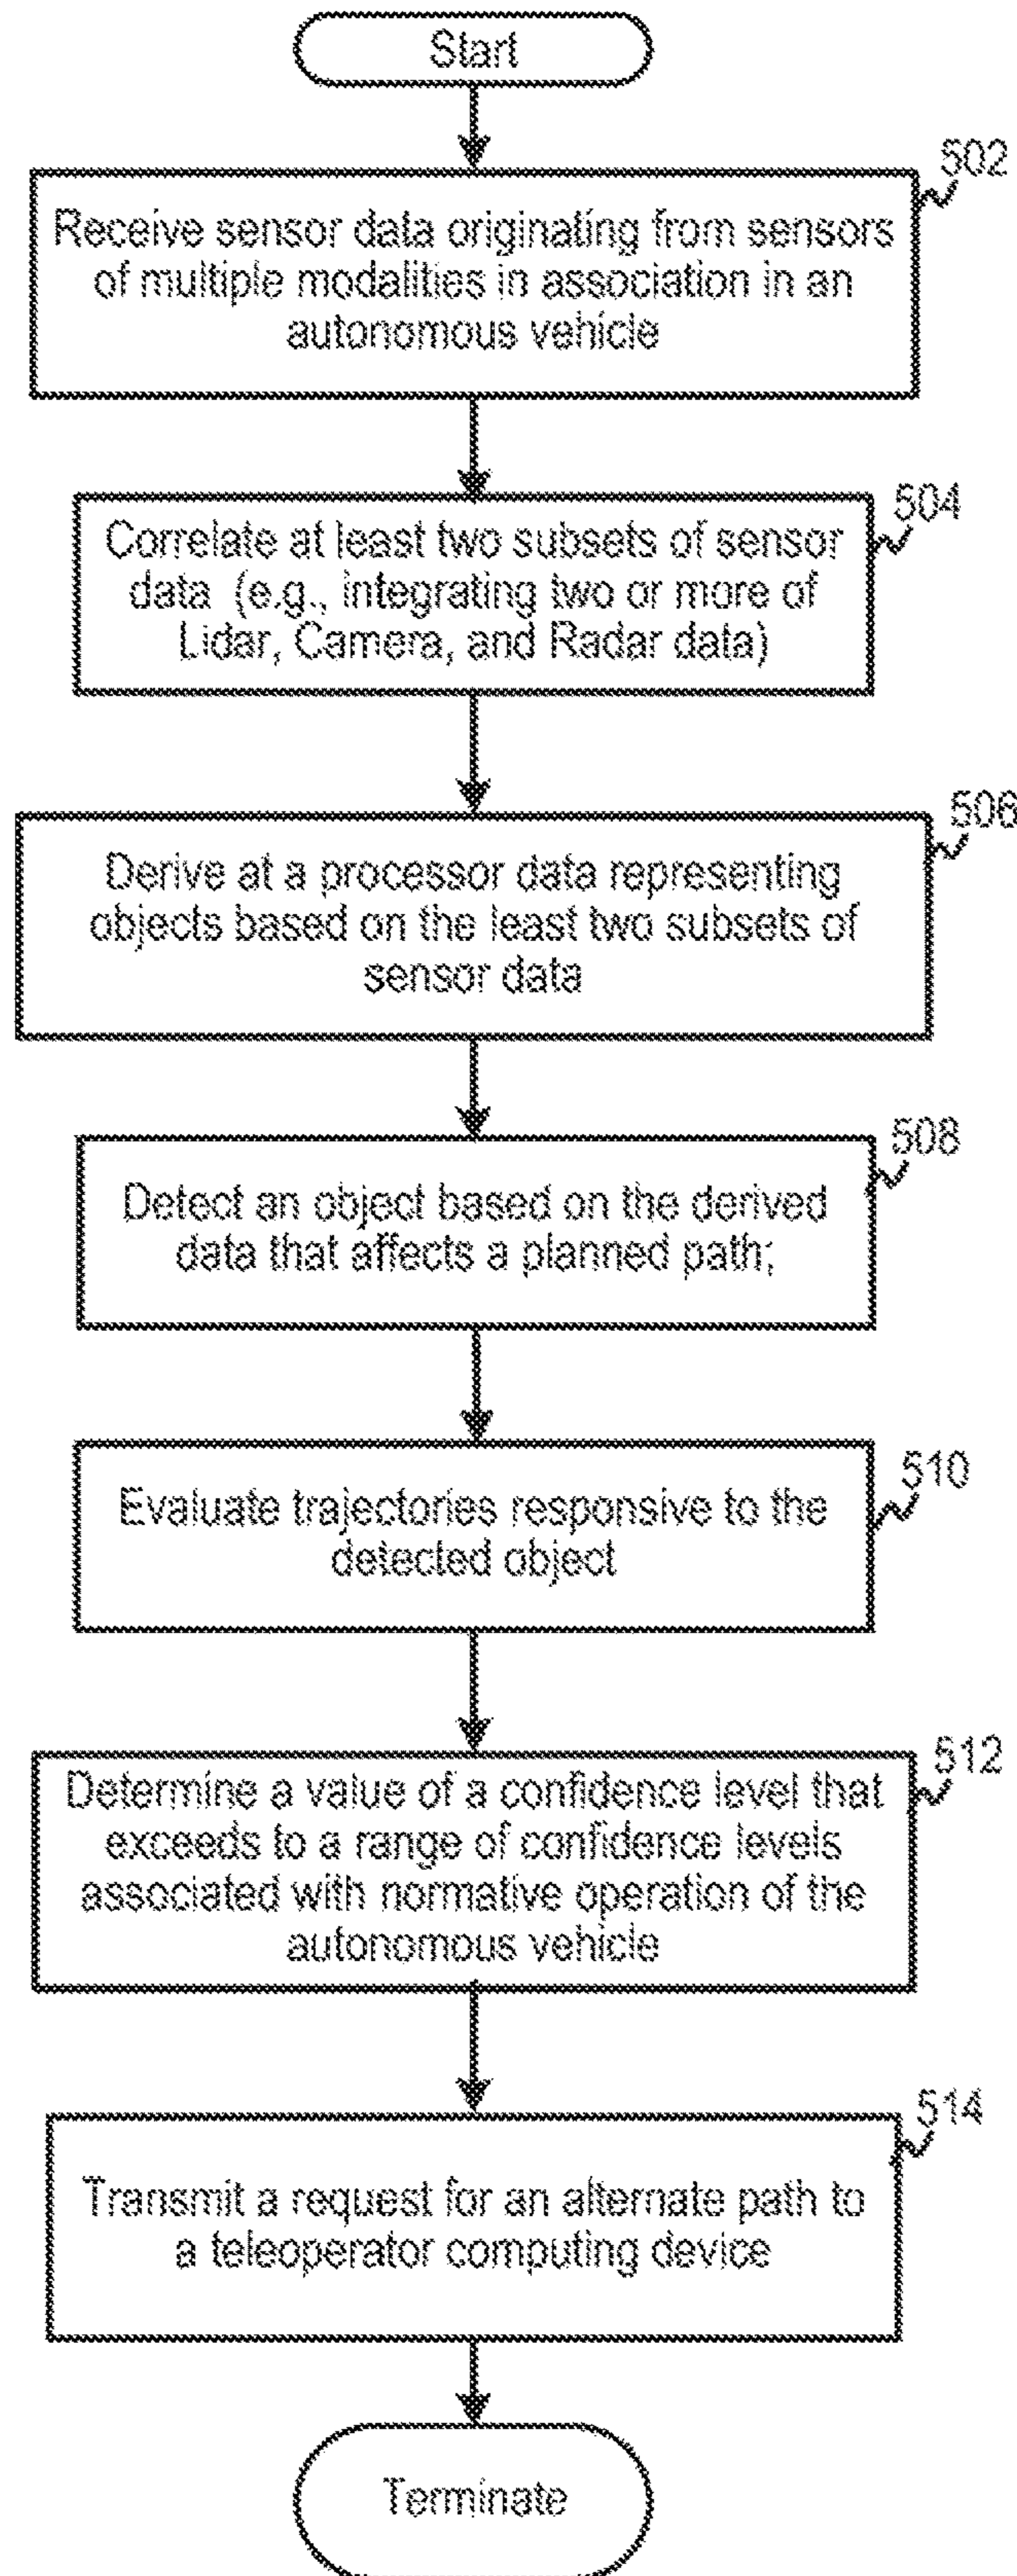 Start
502
Receive sensor data originating from sensors
of multiple modalities in association in an
autonomous vehicle
504
Correlate at least two subsets of sensor
data (e.g., integrating two or more of
Lidar, Camera, and Radar data)
506
Derive at a processor data representing
objects based on the least two subsets of
sensor data
508
Detect an object based on the derived
data that affects a planned path;
510
Evaluate trajectories responsive to the
detected object
512
Determine a value of a confidence level that
exceeds to a range of confidence levels
associated with normative operation of the
autonomous vehicle
514
Transmit a request for an alternate path to
a teleoperator computing device
Terminate